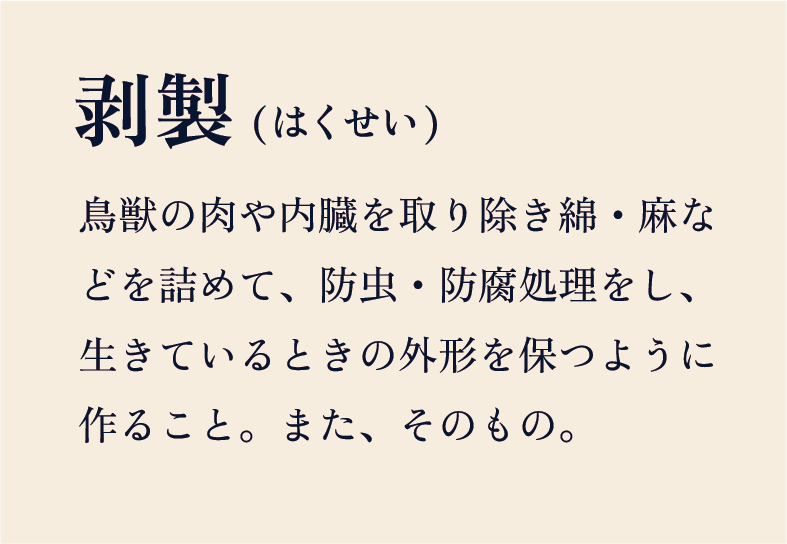 剥製 (はくせい)
鳥獣の肉や内臓を取り除き綿・麻な
どを詰めて、防虫・防腐処理をし、
生きているときの外形を保つように
作ること。また、そのもの。